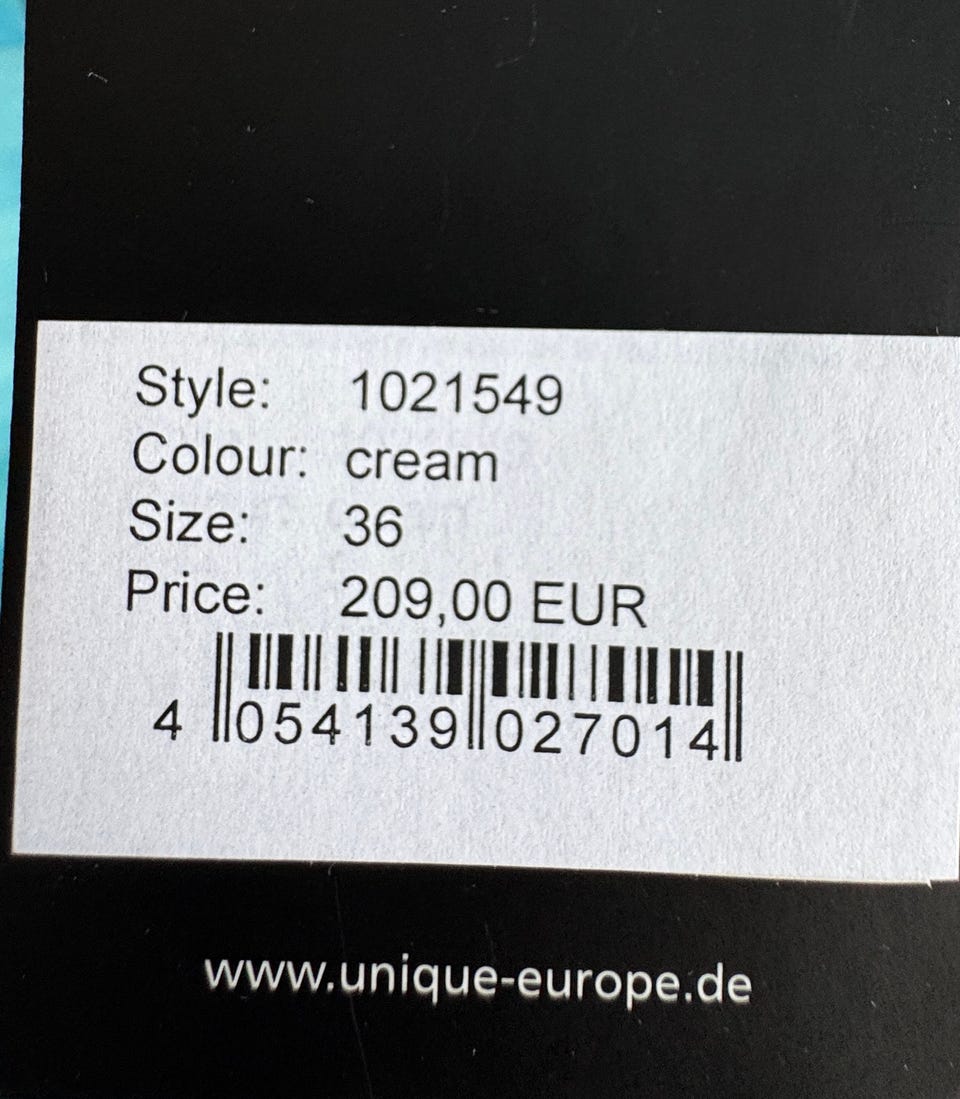 Style: 1021549
Colour: cream
Size: 36
Price: 209,00 EUR
4 054139 027014
www.unique-europe.de